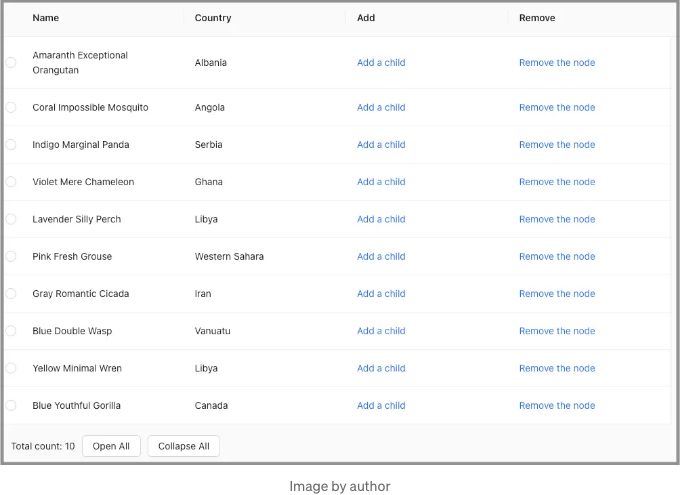 Name Country Add Remove
Amaranth Exceptional
Orangutan Albania Add a child Remove the node
Coral Impossible Mosquito Angola Add a child Remove the node
Indigo Marginal Panda Serbia Add a child Remove the node
Violet Mere Chameleon Ghana Add a child Remove the node
Lavender Silly Perch Libya Add a child Remove the node
Pink Fresh Grouse Western Sahara Add a child Remove the node
Gray Romantic Cicada Iran Add a child Remove the node
Blue Double Wasp Vanuatu Add a child Remove the node
Yellow Minimal Wren Libya Add a child Remove the node
Blue Youthful Gorilla Canada Add a child Remove the node
Total count: 10 Open All Collapse All
Image by author